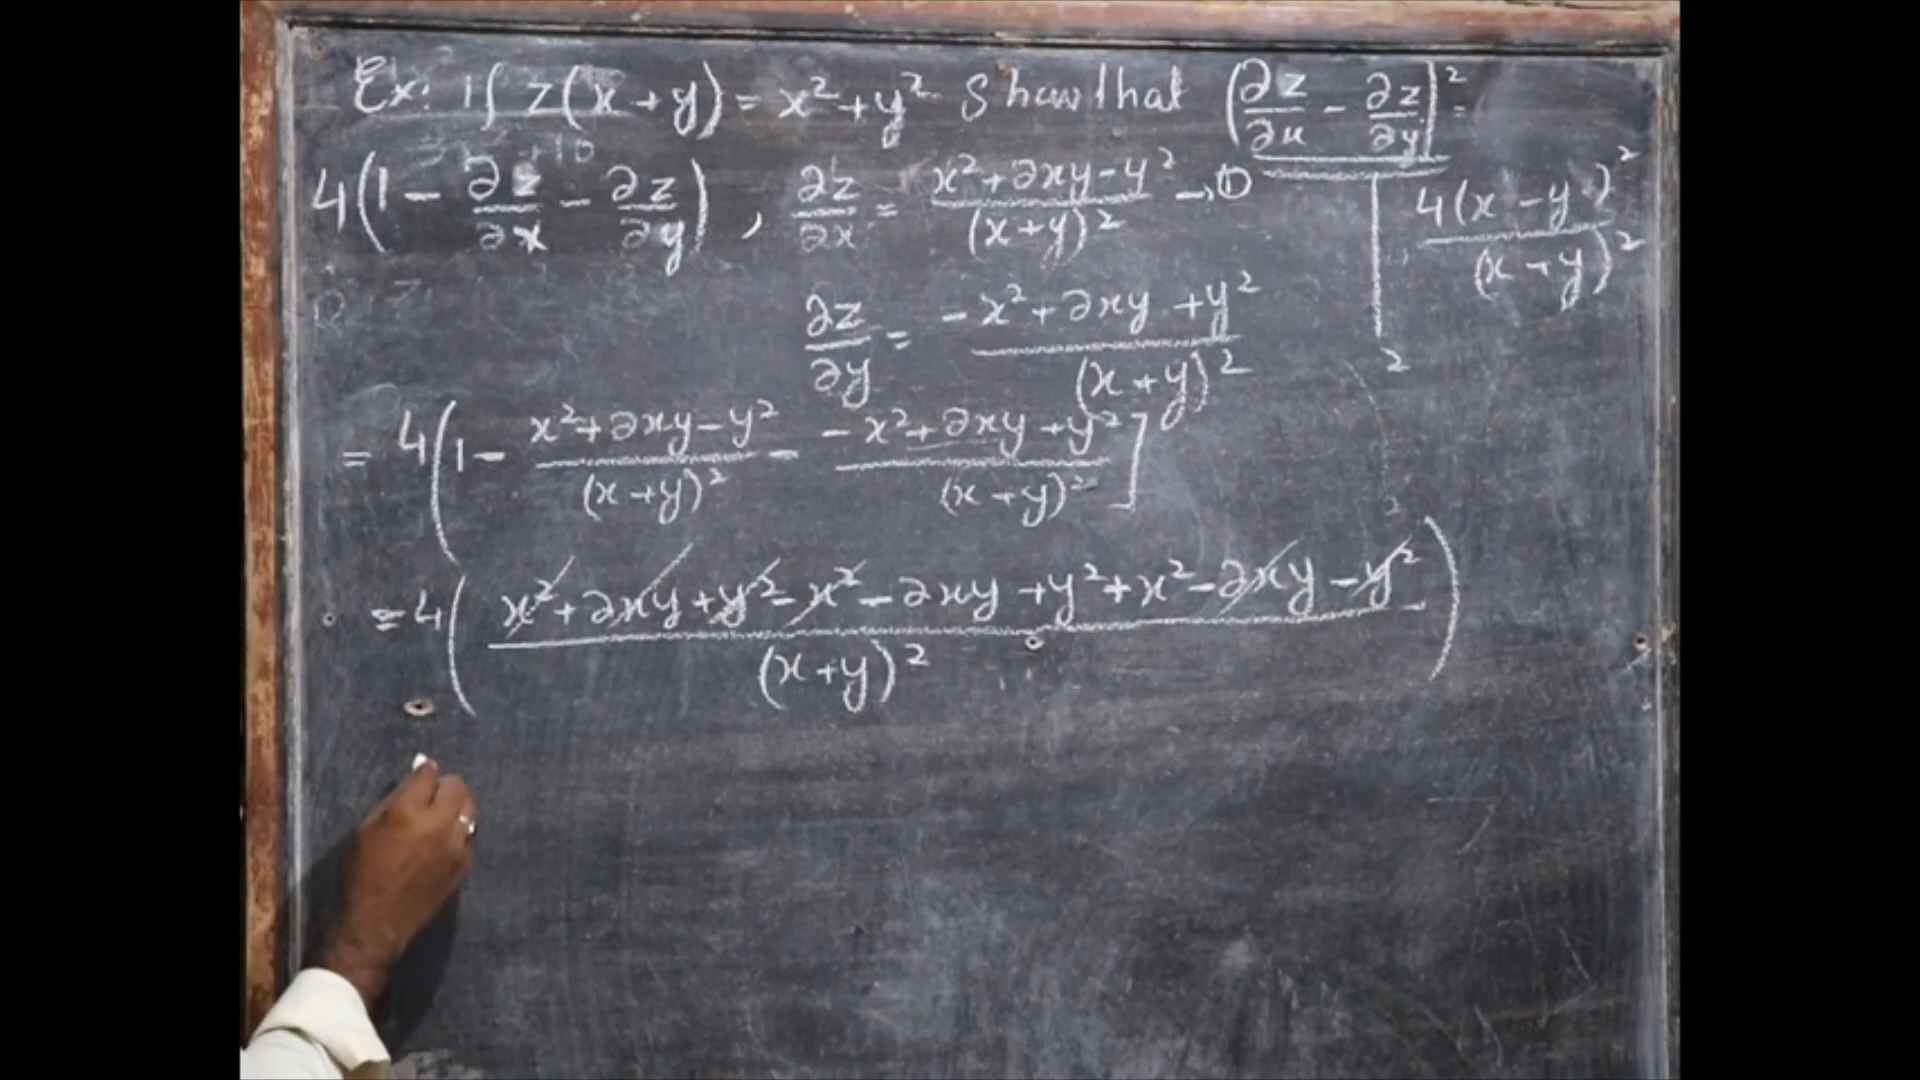 Ex: if z(x+y) = x²+y² Show that (∂z/∂x - ∂z/∂y)² =
4(1 - ∂z/∂x - ∂z/∂y), ∂z/∂x = x²+2xy-y²/(x+y)² → ①
4(x-y)²/(x+y)²
∂z/∂y = -x²+2xy+y²/(x+y)²
2
= 4(1 - x²+2xy-y²/(x+y)² - -x²+2xy+y²/(x+y)²]
= 4(x²+2xy+y²-x²-2xy+y²+x²-2xy-y²/(x+y)²)